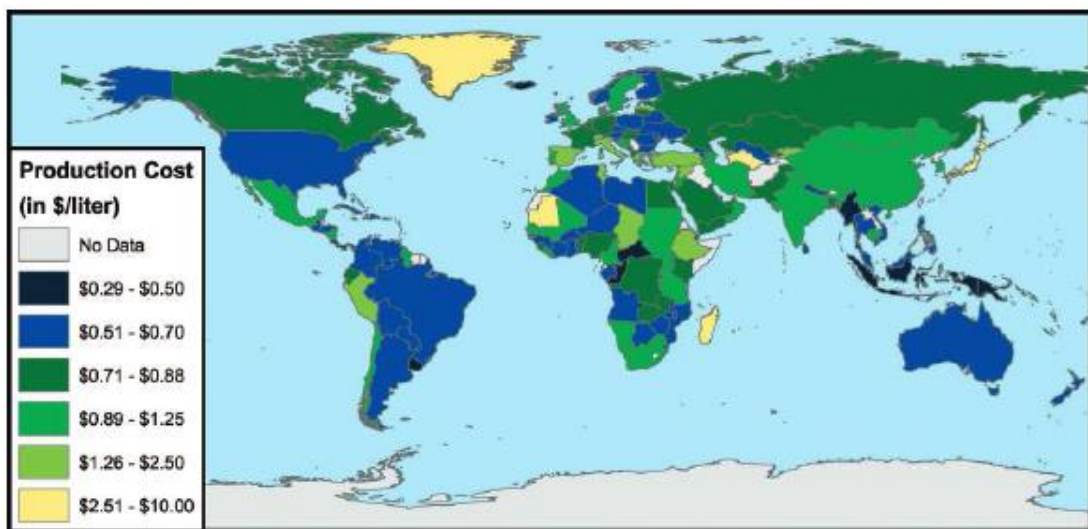 Production Cost
(in $/liter)
No Data
$0.29 - $0.50
$0.51 - $0.70
$0.71 - $0.88
$0.89 - $1.25
$1.26 - $2.50
$2.51 - $10.00